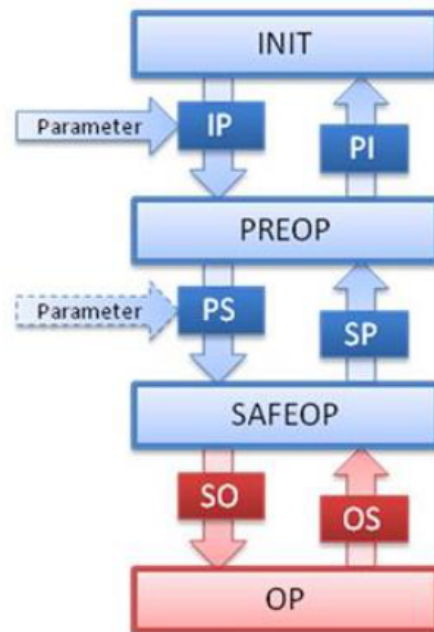 INIT
Parameter
IP
PI
PREOP
Parameter
PS
SP
SAFEOP
SO
OS
OP